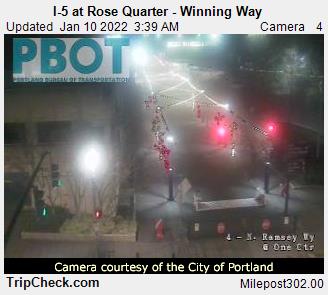 I-5 at Rose Quarter - Winning Way
Updated Jan 10 2022 3:39 AM Camera 4
PBOT
PORTLAND BUREAU OF TRANSPORTATION
4 - N. Ramsey Wy
@ One Ctr
Camera courtesy of the City of Portland
TripCheck.com Milepost302.00